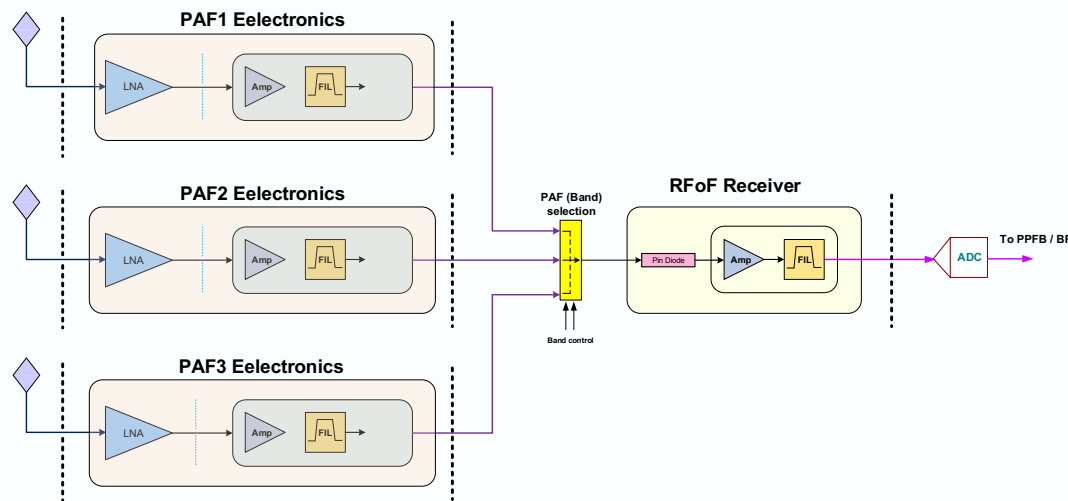 PAF1 Eelectronics
LNA
Amp
FIL
PAF2 Eelectronics
LNA
Amp
FIL
PAF (Band)
selection
Band control
RFoF Receiver
Pin Diode
Amp
FIL
ADC
To PPFB / BF
PAF3 Eelectronics
LNA
Amp
FIL